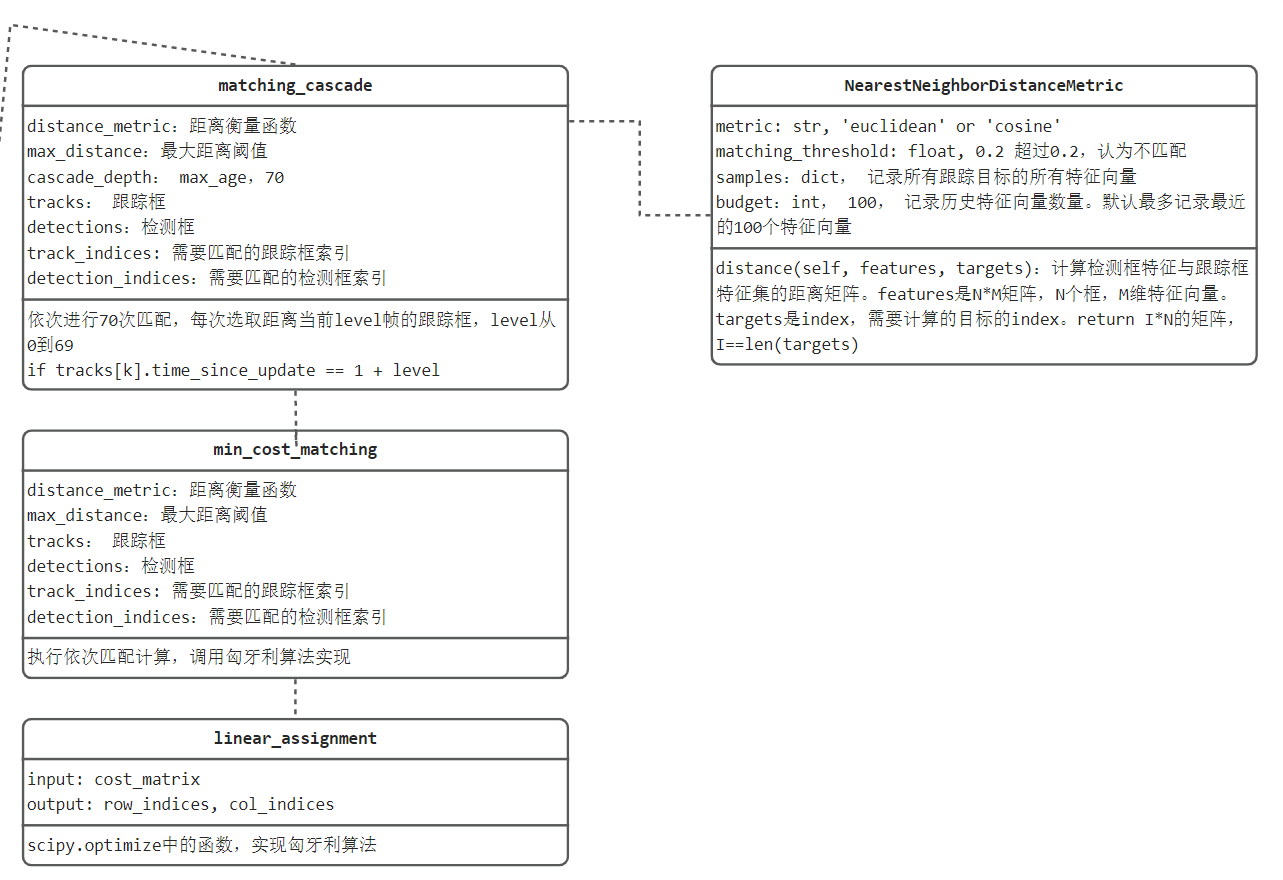 matching_cascade
distance_metric：距离衡量函数
max_distance：最大距离阈值
cascade_depth： max_age，70
tracks： 跟踪框
detections：检测框
track_indices：需要匹配的跟踪框索引
detection_indices：需要匹配的检测框索引
依次进行70次匹配，每次选取距离当前level帧的跟踪框，level从
0到69
if tracks[k].time_since_update == 1 + level
NearestNeighborDistanceMetric
metric: str, 'euclidean' or 'cosine'
matching_threshold: float, 0.2 超过0.2，认为不匹配
samples：dict， 记录所有跟踪目标的所有特征向量
budget：int， 100， 记录历史特征向量数量。默认最多记录最近
的100个特征向量
distance(self, features, targets)：计算检测框特征与跟踪框
特征集的距离矩阵。features是N*M矩阵，N个框，M维特征向量。
targets是index，需要计算的目标的index。return I*N的矩阵，
I==len(targets)
min_cost_matching
distance_metric：距离衡量函数
max_distance：最大距离阈值
tracks： 跟踪框
detections：检测框
track_indices：需要匹配的跟踪框索引
detection_indices：需要匹配的检测框索引
执行依次匹配计算，调用匈牙利算法实现
linear_assignment
input: cost_matrix
output: row_indices, col_indices
scipy.optimize中的函数，实现匈牙利算法